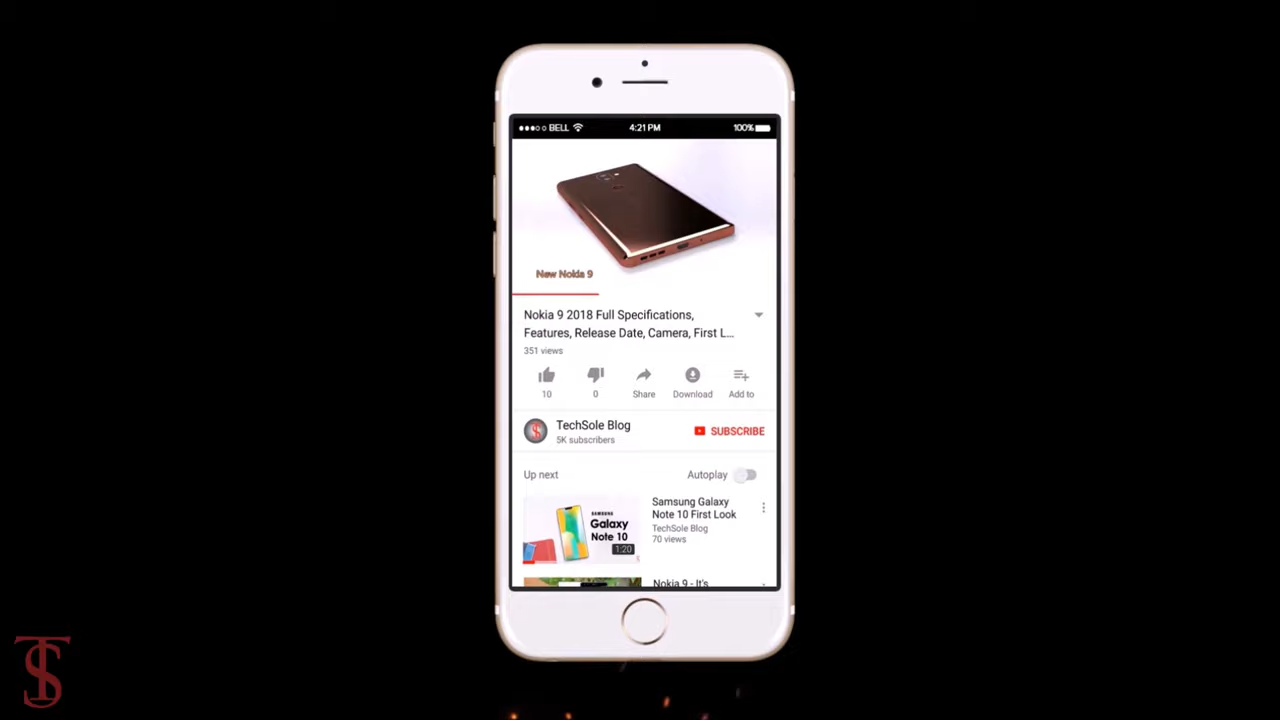 BELL 4:21 PM 100%
New Nokia 9
Nokia 9 2018 Full Specifications,
Features, Release Date, Camera, First L...
351 views
10 0 Share Download Add to
TechSole Blog
5K subscribers
SUBSCRIBE
Up next Autoplay
SAMSUNG
Galaxy
Note 10
1:20
Samsung Galaxy
Note 10 First Look
TechSole Blog
70 views
Nokia 9 - It's
TS